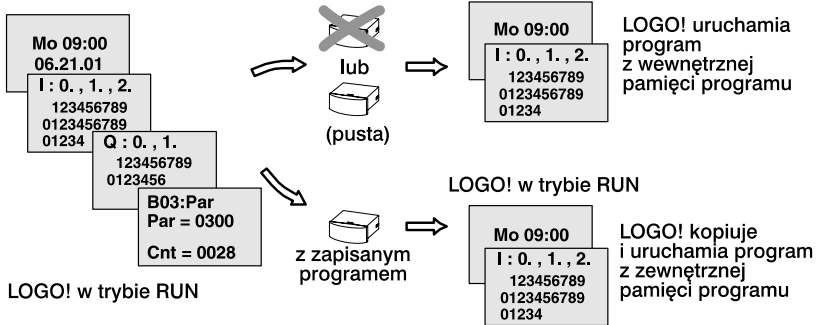 Mo 09:00
06.21.01
I : 0. , 1. , 2.
123456789
0123456789
01234
Q : 0. , 1.
123456789
0123456
B03:Par
Par = 0300
Cnt = 0028
LOGO! w trybie RUN
lub
(pusta)
Mo 09:00
I : 0. , 1. , 2.
123456789
0123456789
01234
LOGO! uruchamia
program
z wewnętrznej
pamięci programu
z zapisanym
programem
LOGO! w trybie RUN
Mo 09:00
I : 0. , 1. , 2.
123456789
0123456789
01234
LOGO! kopiuje
i uruchamia program
z zewnętrznej
pamięci programu